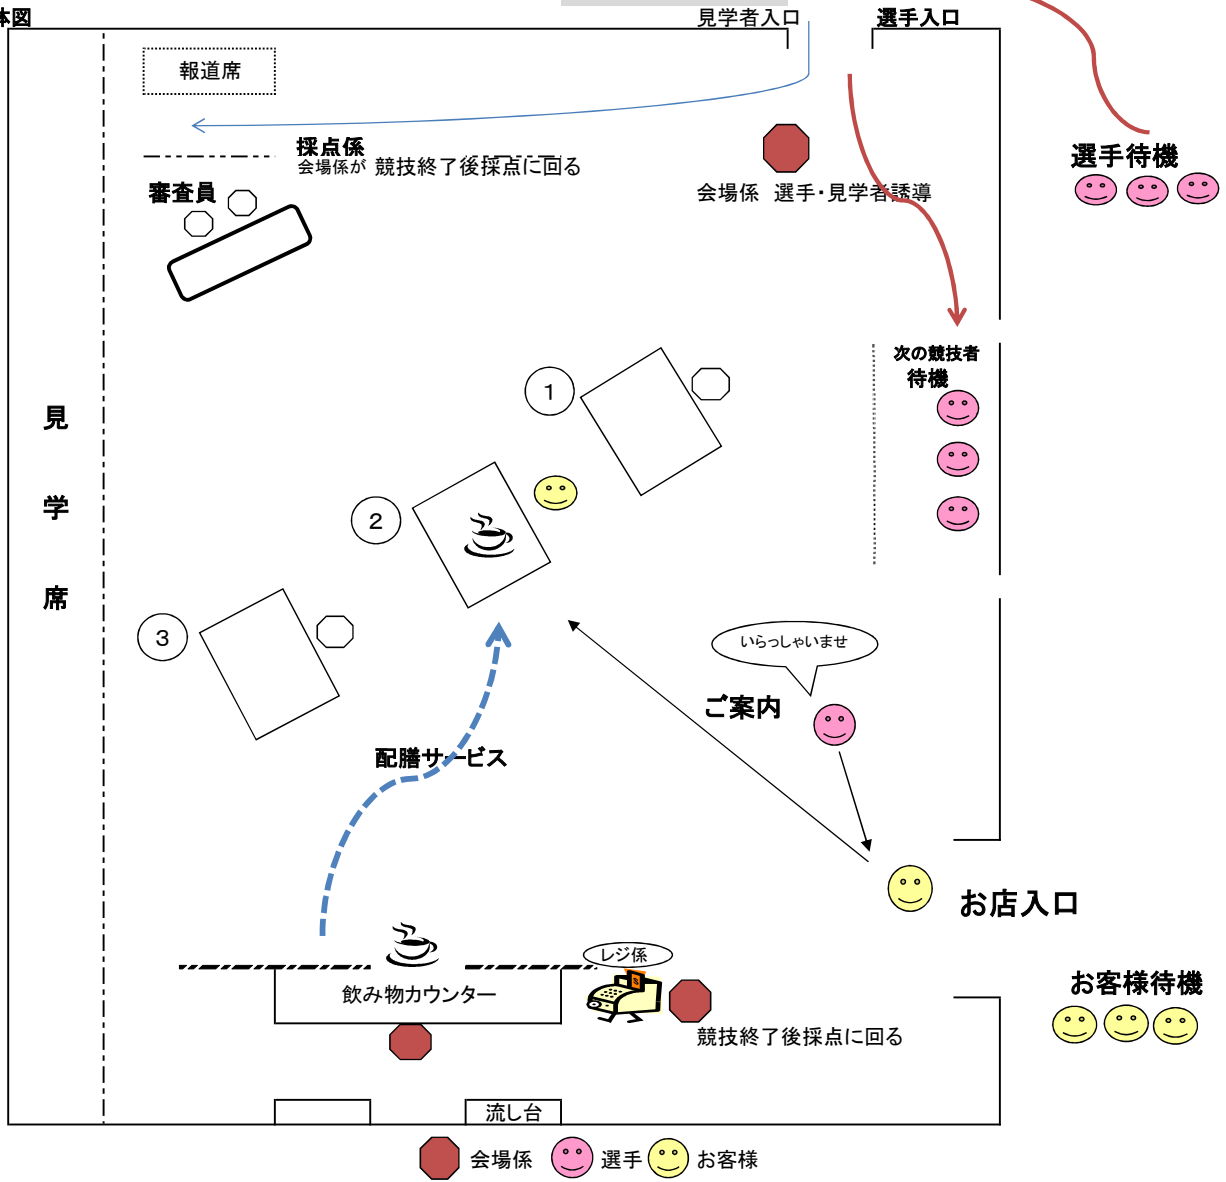 体図
見学者入口
選手入口
報道席
採点係
会場係が 競技終了後採点に回る
審査員
会場係 選手・見学者誘導
選手待機
次の競技者
待機
1
2
3
見
学
席
いらっしゃいませ
ご案内
配膳サービス
お店入口
レジ係
飲み物カウンター
競技終了後採点に回る
お客様待機
流し台
会場係
選手
お客様